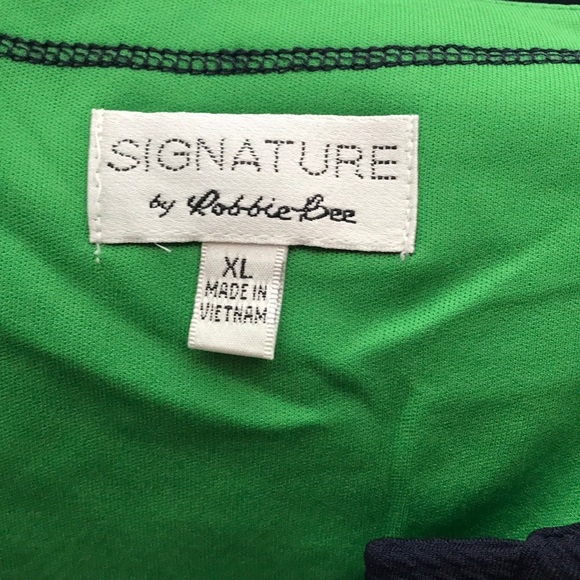 SIGNATURE
by Robbie Bee
XL
MADE IN
VIETNAM